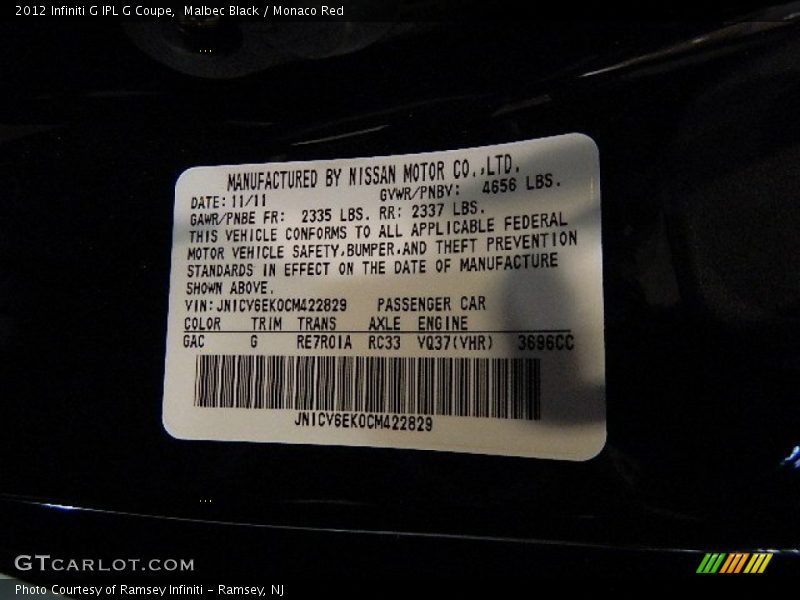 2012 Infiniti G IPL G Coupe, Malbec Black / Monaco Red
MANUFACTURED BY NISSAN MOTOR CO.,LTD.
DATE: 11/11 GVWR/PNBV: 4656 LBS.
GAWR/PNBE FR: 2335 LBS. RR: 2337 LBS.
THIS VEHICLE CONFORMS TO ALL APPLICABLE FEDERAL
MOTOR VEHICLE SAFETY,BUMPER,AND THEFT PREVENTION
STANDARDS IN EFFECT ON THE DATE OF MANUFACTURE
SHOWN ABOVE.
VIN: JN1CV6EK0CM422829 PASSENGER CAR
COLOR TRIM TRANS AXLE ENGINE
GAC G RE7R01A RC33 VQ37(VHR) 3696CC
JN1CV6EK0CM422829
GTCARLOT.COM
Photo Courtesy of Ramsey Infiniti - Ramsey, NJ